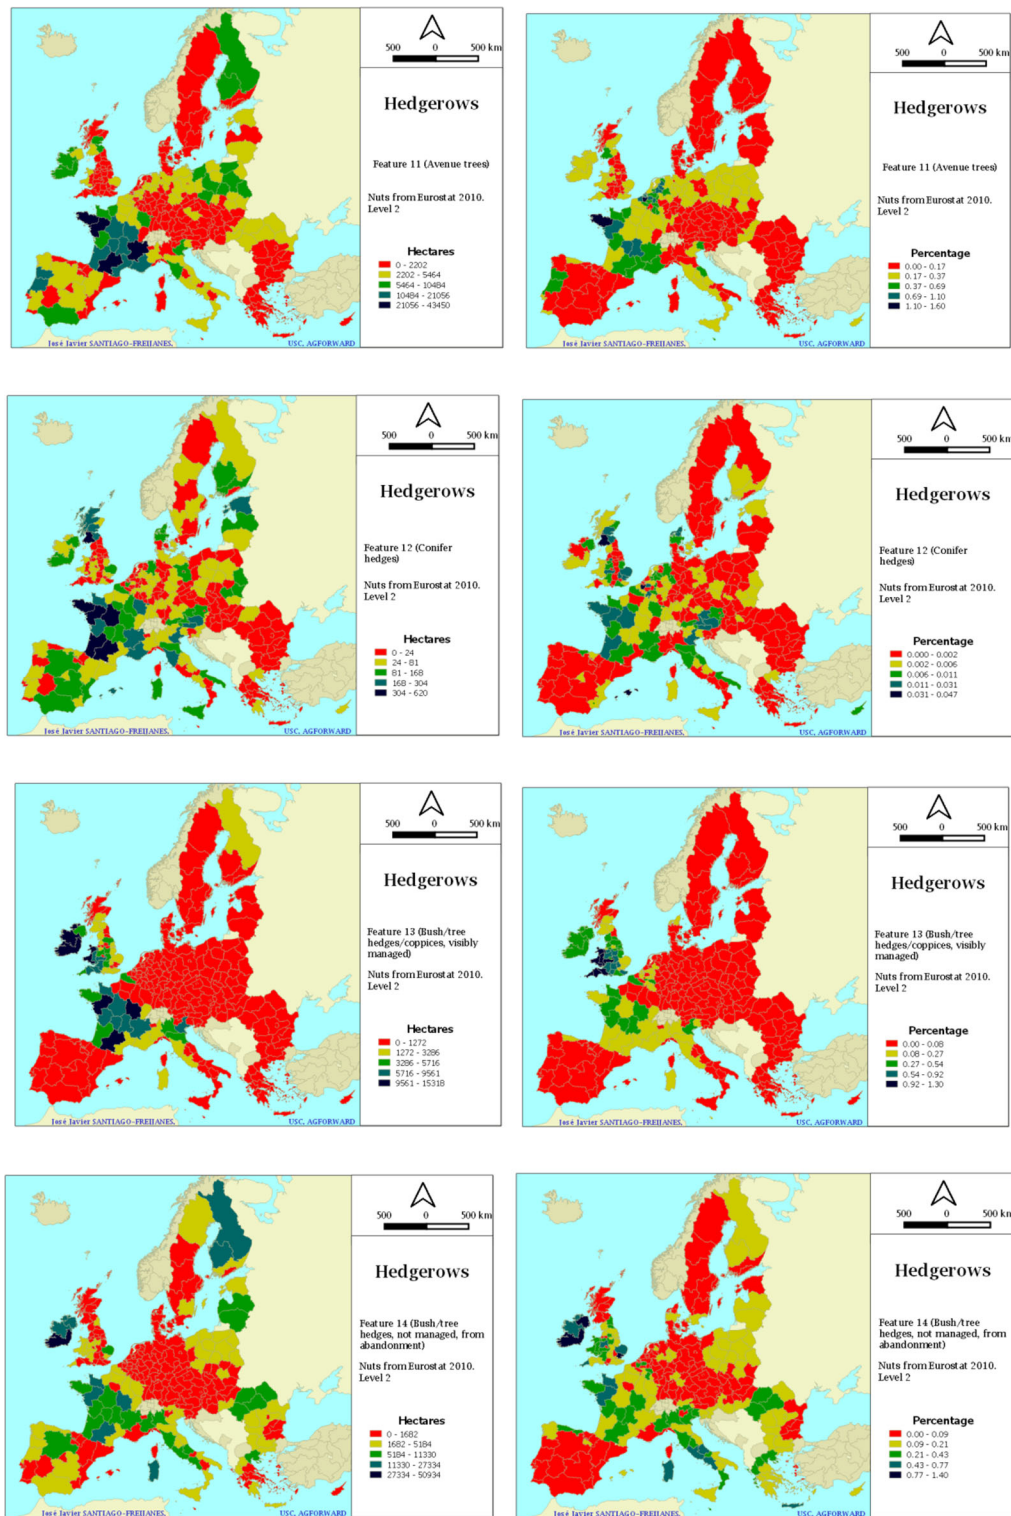 500 0 500 km
Hedgerows
Feature 11 (Avenue trees)
Nuts from Eurostat 2010.
Level 2
Hectares
0 - 2202
2202 - 5464
5464 - 10484
10484 - 21056
21056 - 43450
José Javier SANTIAGO-FREIJANES, USC, AGFORWARD
500 0 500 km
Hedgerows
Feature 11 (Avenue trees)
Nuts from Eurostat 2010.
Level 2
Percentage
0.00 - 0.17
0.17 - 0.37
0.37 - 0.69
0.69 - 1.10
1.10 - 1.60
José Javier SANTIAGO-FREIJANES, USC, AGFORWARD
500 0 500 km
Hedgerows
Feature 12 (Conifer
hedges)
Nuts from Eurostat 2010.
Level 2
Hectares
0 - 24
24 - 81
81 - 168
168 - 304
304 - 620
José Javier SANTIAGO-FREIJANES, USC, AGFORWARD
500 0 500 km
Hedgerows
Feature 12 (Conifer
hedges)
Nuts from Eurostat 2010.
Level 2
Percentage
0.000 - 0.002
0.002 - 0.006
0.006 - 0.011
0.011 - 0.031
0.031 - 0.047
José Javier SANTIAGO-FREIJANES, USC, AGFORWARD
500 0 500 km
Hedgerows
Feature 13 (Bush/tree
hedges/coppices, visibly
managed)
Nuts from Eurostat 2010.
Level 2
Hectares
0 - 1272
1272 - 3286
3286 - 5716
5716 - 9561
9561 - 15318
José Javier SANTIAGO-FREIJANES, USC, AGFORWARD
500 0 500 km
Hedgerows
Feature 13 (Bush/tree
hedges/coppices, visibly
managed)
Nuts from Eurostat 2010.
Level 2
Percentage
0.00 - 0.08
0.08 - 0.27
0.27 - 0.54
0.54 - 0.92
0.92 - 1.30
José Javier SANTIAGO-FREIJANES, USC, AGFORWARD
500 0 500 km
Hedgerows
Feature 14 (Bush/tree
hedges, not managed, from
abandonment)
Nuts from Eurostat 2010.
Level 2
Hectares
0 - 1682
1682 - 5184
5184 - 11330
11330 - 27334
27334 - 50934
José Javier SANTIAGO-FREIJANES, USC, AGFORWARD
500 0 500 km
Hedgerows
Feature 14 (Bush/tree
hedges, not managed, from
abandonment)
Nuts from Eurostat 2010.
Level 2
Percentage
0.00 - 0.09
0.09 - 0.21
0.21 - 0.43
0.43 - 0.77
0.77 - 1.40
José Javier SANTIAGO-FREIJANES, USC, AGFORWARD